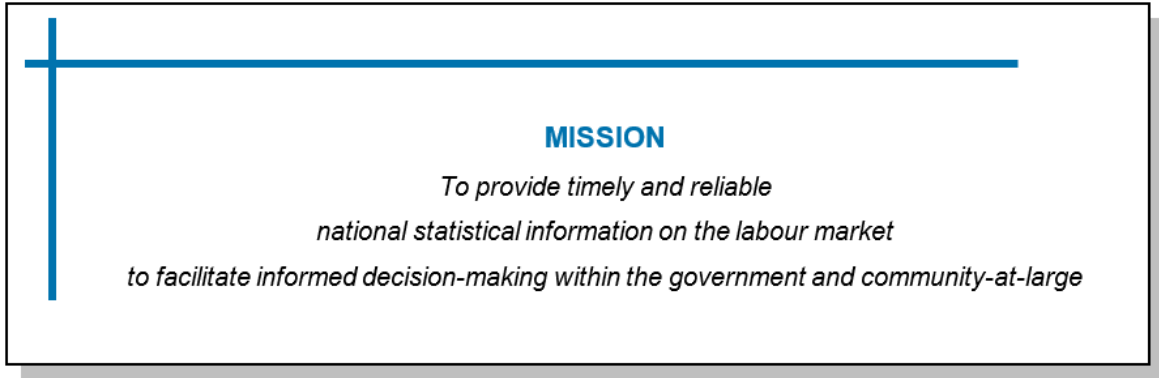 MISSION
To provide timely and reliable
national statistical information on the labour market
to facilitate informed decision-making within the government and community-at-large